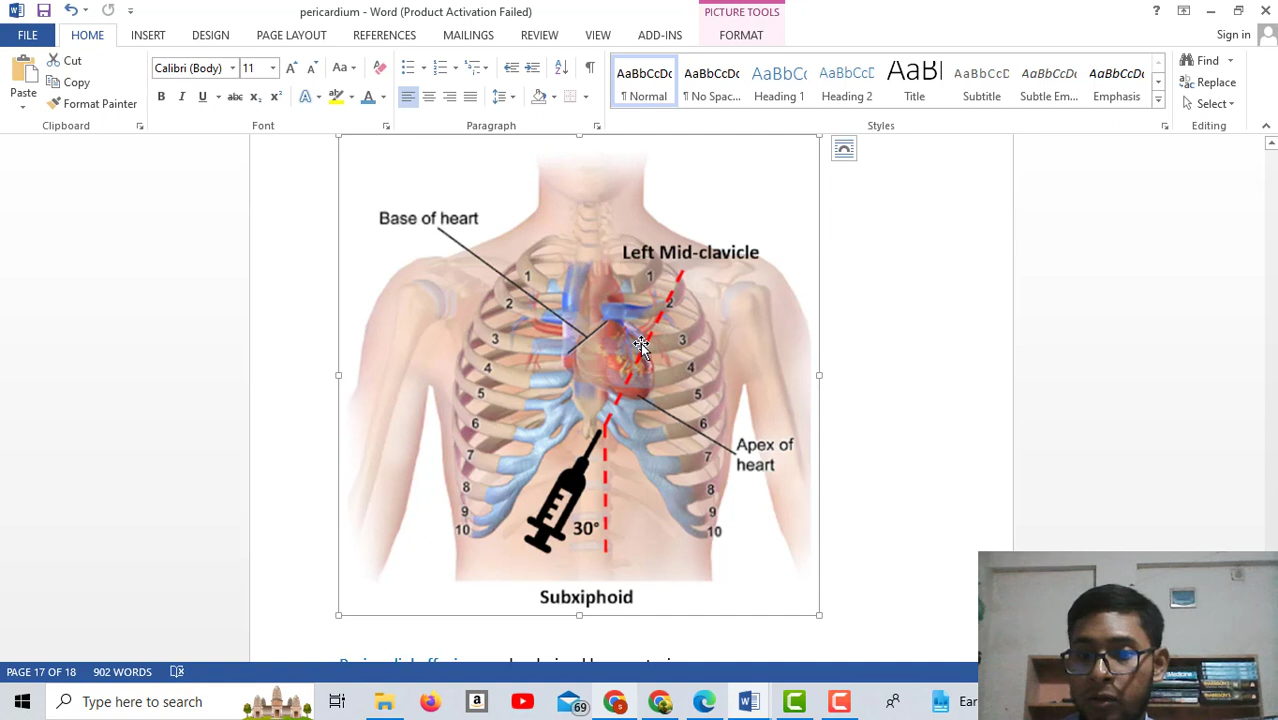 pericardium - Word (Product Activation Failed)
PICTURE TOOLS
FILE HOME INSERT DESIGN PAGE LAYOUT REFERENCES MAILINGS REVIEW VIEW ADD-INS FORMAT Sign in
Paste
Cut
Copy
Format Painter
Clipboard
Calibri (Body) 11
Font
Paragraph
AaBbCcDc AaBbCcDc AaBbCc AaBbCcC AaBI AaBbCcD AaBbCcDc AaBbCcDc
¶ Normal ¶ No Spac... Heading 1 Heading 2 Title Subtitle Subtle Em... Emphasis
Styles
Find
Replace
Select
Editing
Base of heart
Left Mid-clavicle
1 1
2 2
3 3
4 4
5 5
6 6
7 7
8 8
9 9
10 10
Apex of
heart
30°
Subxiphoid
PAGE 17 OF 18 902 WORDS
Type here to search
69
Ear
Medicine